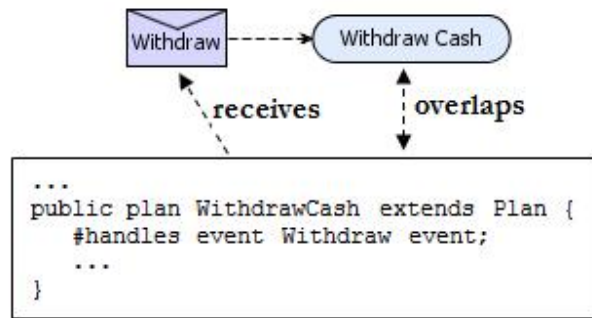 Withdraw
Withdraw Cash
receives
overlaps
...
public plan WithdrawCash extends Plan {
#handles event Withdraw event;
...
}